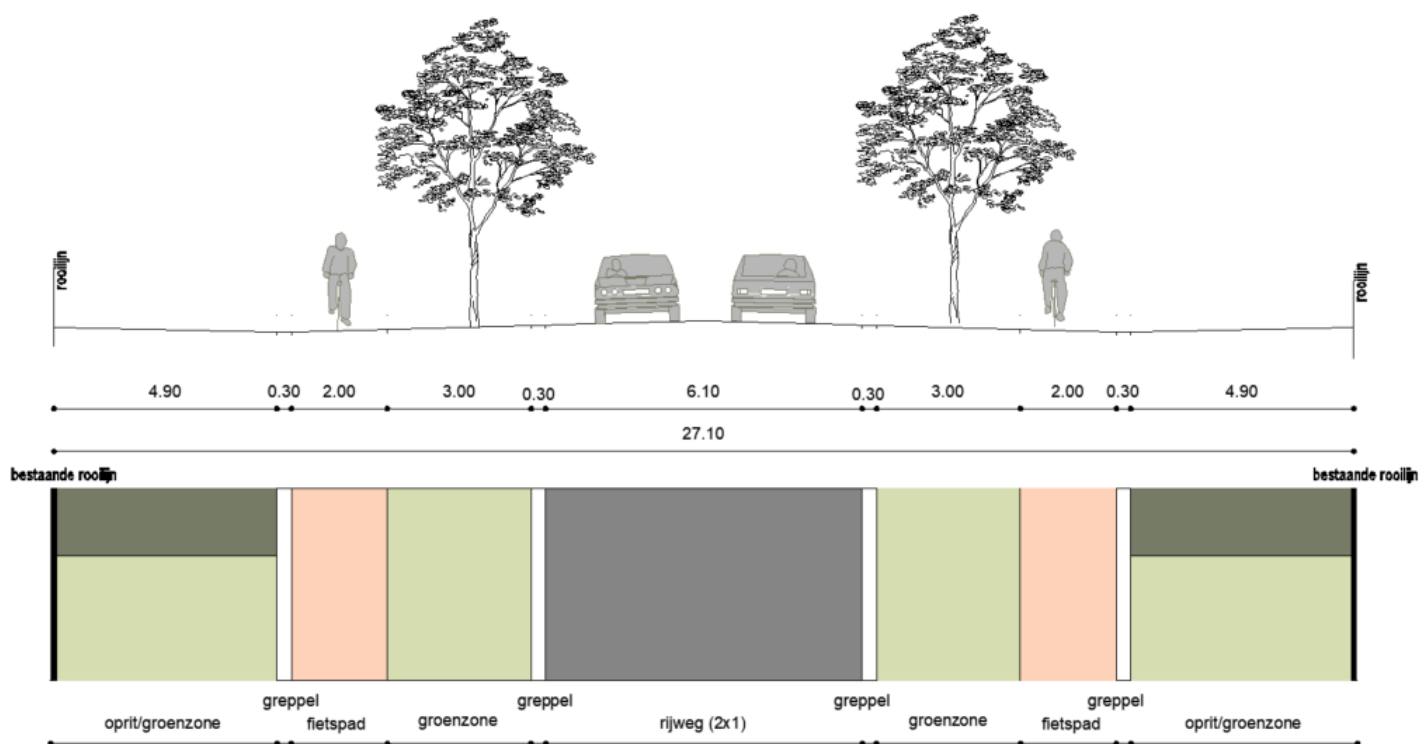 rooilijn
rooilijn
4.90 0.30 2.00 3.00 0.30 6.10 0.30 3.00 2.00 0.30 4.90
27.10
bestaande rooilijn bestaande rooilijn
greppel greppel greppel greppel
oprit/groenzone fietspad groenzone rijweg (2x1) groenzone fietspad oprit/groenzone